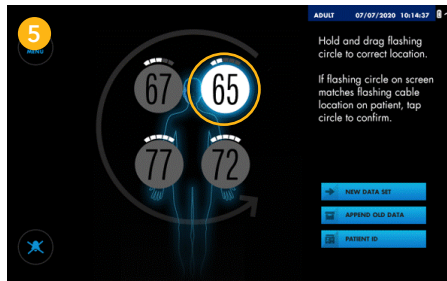 5
MENU
ADULT 07/07/2020 10:14:37
67
65
77
72
Hold and drag flashing
circle to correct location.
If flashing circle on screen
matches flashing cable
location on patient, tap
circle to confirm.
NEW DATA SET
APPEND OLD DATA
PATIENT ID